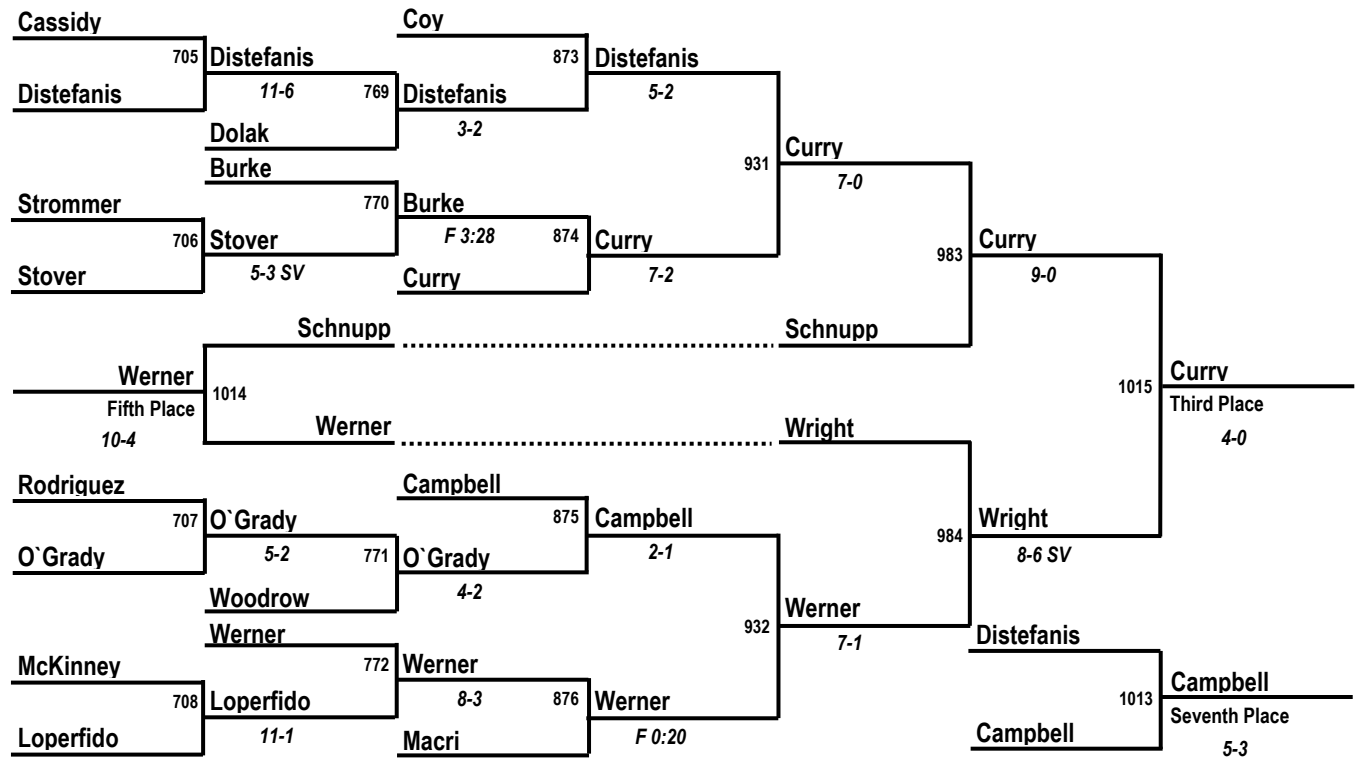 Cassidy
Coy
705 Distefanis
873 Distefanis
Distefanis
11-6
769 Distefanis
5-2
Dolak
3-2
Burke
931 Curry
7-0
Strommer
770 Burke
706 Stover
F 3:28
874 Curry
983 Curry
Stover
5-3 SV
Curry
7-2
9-0
Schnupp
Schnupp
Werner
1014
1015 Curry
Fifth Place
Third Place
10-4
Werner
Wright
4-0
Rodriguez
Campbell
707 O`Grady
875 Campbell
984 Wright
O`Grady
5-2
771 O`Grady
2-1
8-6 SV
Woodrow
4-2
Werner
932 Werner
7-1
Distefanis
McKinney
772 Werner
708 Loperfido
8-3
876 Werner
1013 Campbell
Seventh Place
Loperfido
11-1
Macri
F 0:20
Campbell
5-3